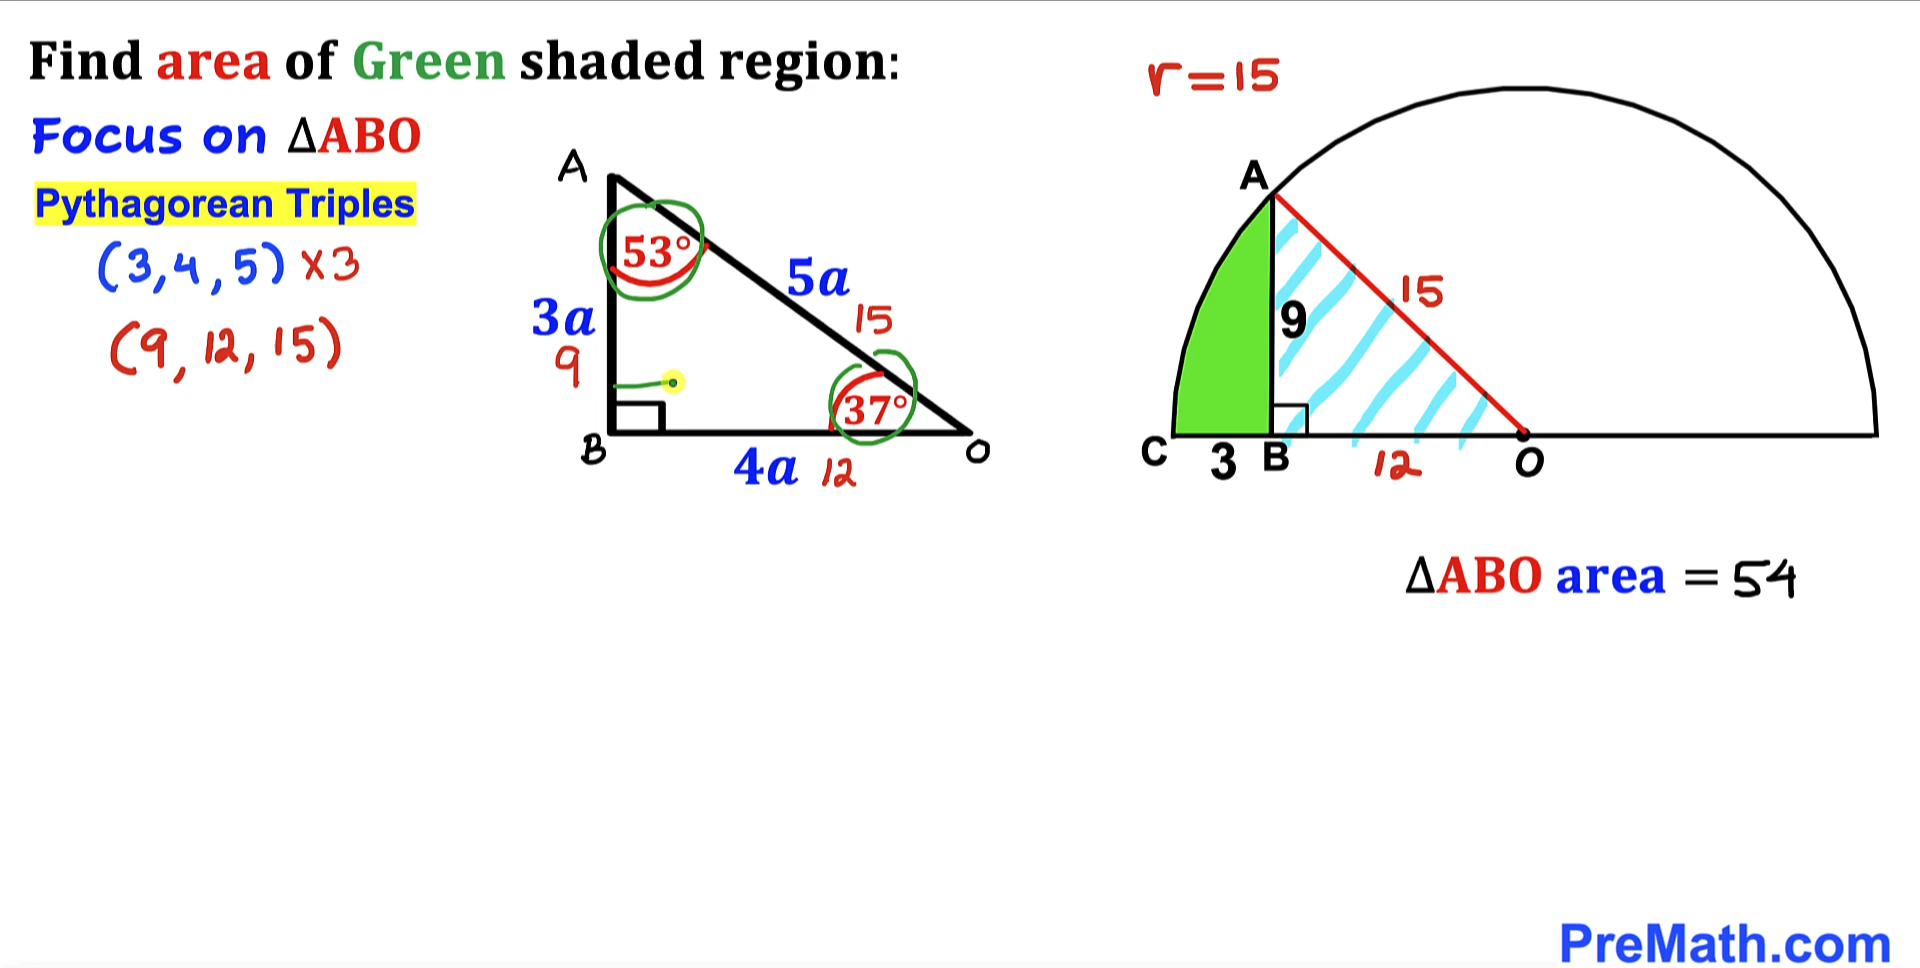 Find area of Green shaded region:
Focus on ΔABO
Pythagorean Triples
(3,4,5) ×3
(9,12,15)
A
53°
5a
15
3a
9
37°
B
4a 12
O
r=15
A
15
9
C 3 B 12 O
ΔABO area = 54
PreMath.com